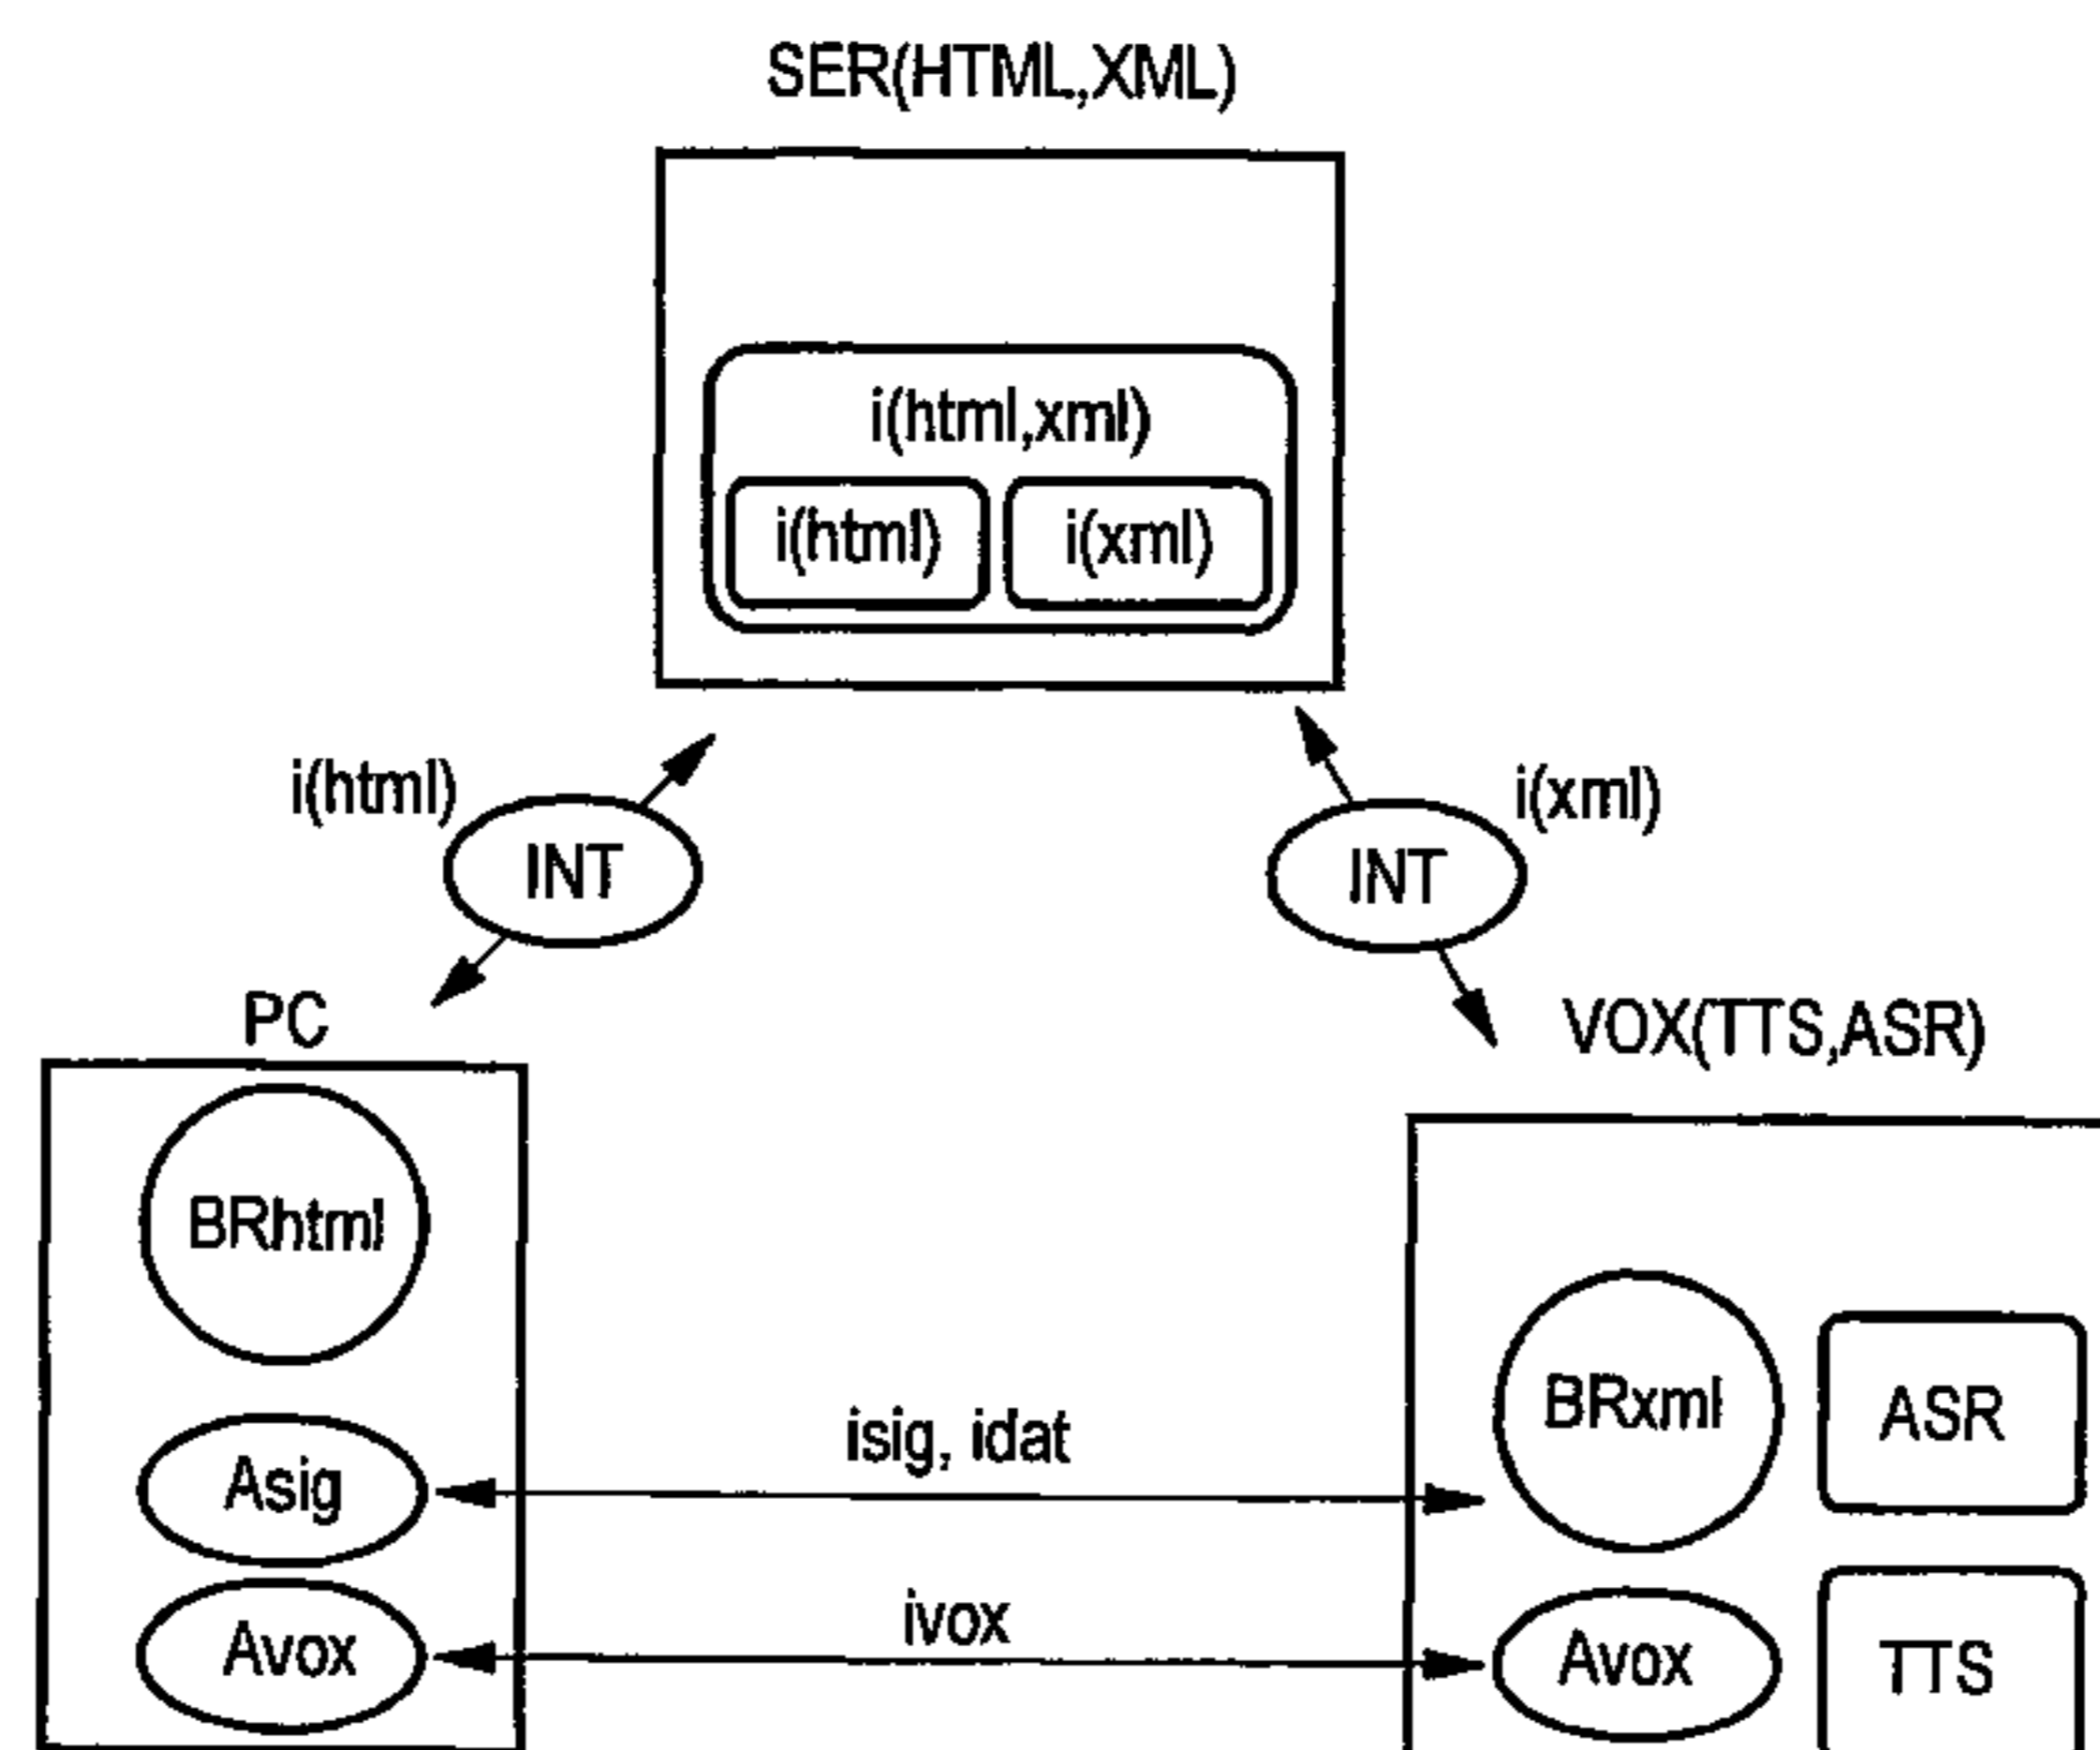 SER(HTML,XML)
i(html,xml)
i(html)
i(xml)
i(html)
INT
i(xml)
INT
PC
VOX(TTS,ASR)
BRhtml
BRxml
ASR
isig, idat
Asig
ivox
Avox
Avox
TTS